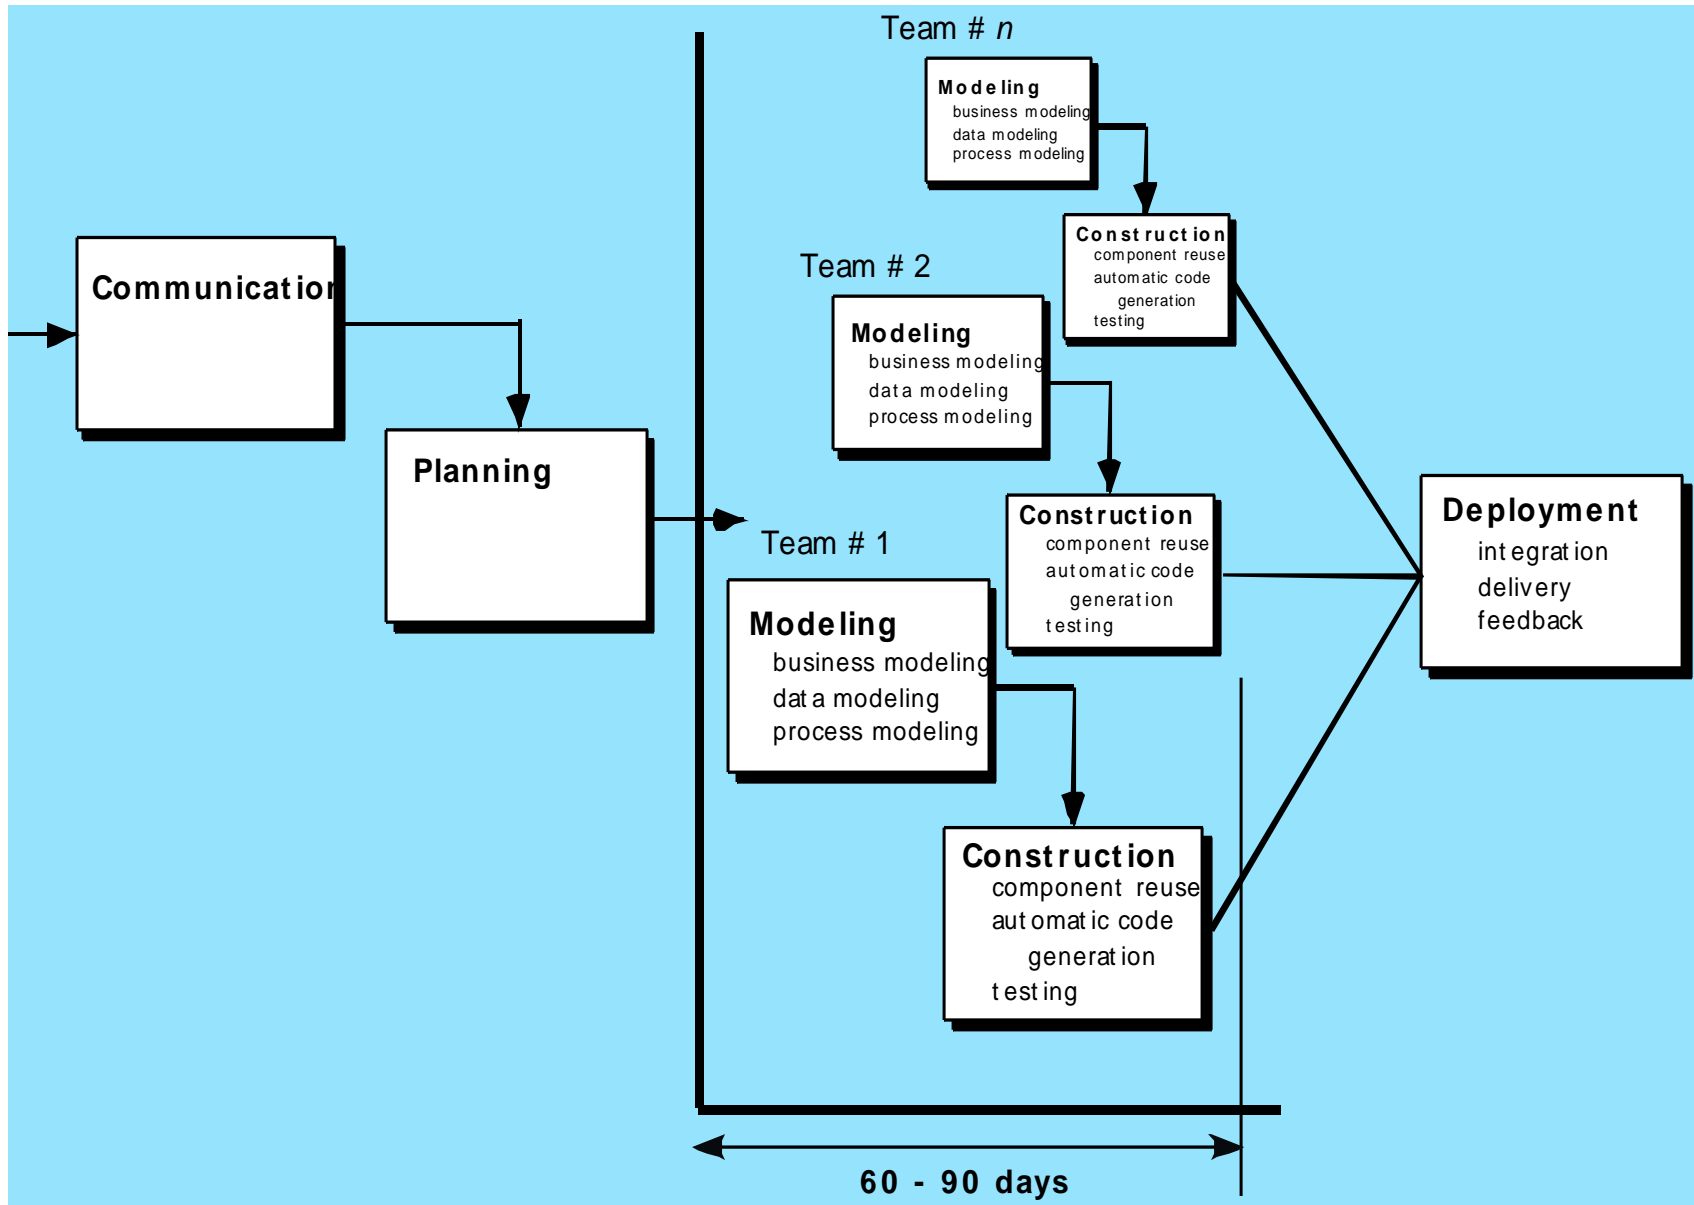 Team # n
Modeling
business modeling
data modeling
process modeling
Construction
component reuse
automatic code
generation
testing
Communication
Team # 2
Modeling
business modeling
data modeling
process modeling
Planning
Construction
component reuse
automatic code
generation
testing
Deployment
integration
delivery
feedback
Team # 1
Modeling
business modeling
data modeling
process modeling
Construction
component reuse
automatic code
generation
testing
60 - 90 days